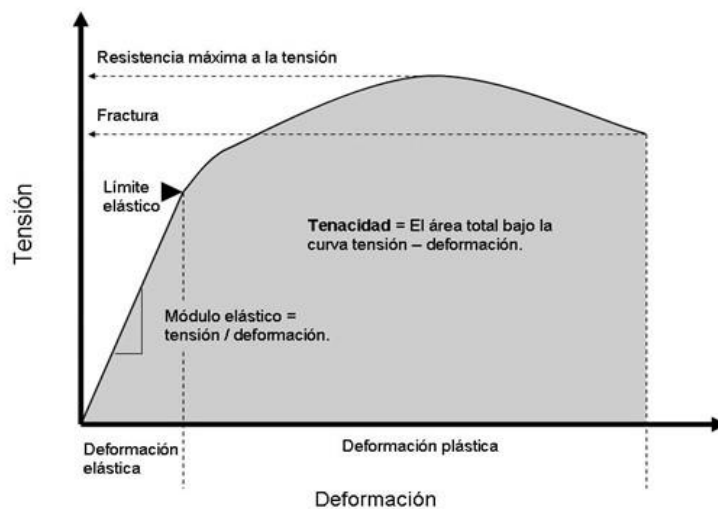 Resistencia máxima a la tensión
Fractura
Límite
elástico
Tensión
Tenacidad = El área total bajo la
curva tensión – deformación.
Módulo elástico =
tensión / deformación.
Deformación
elástica
Deformación plástica
Deformación